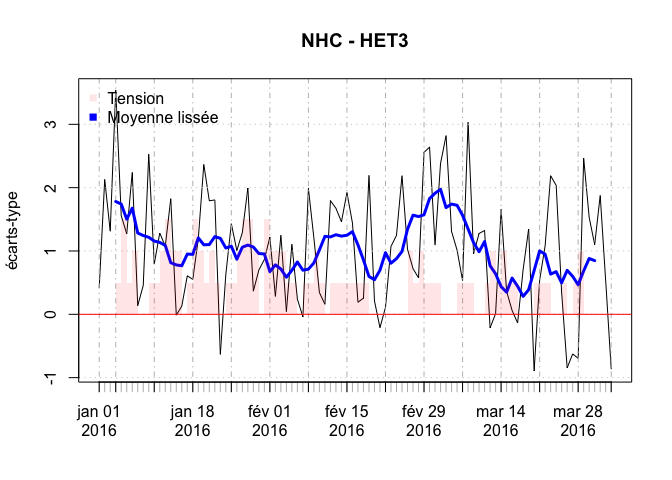 NHC - HET3
Tension
Moyenne lissée
écarts-type
3
2
1
0
-1
jan 01 jan 18 fév 01 fév 15 fév 29 mar 14 mar 28
2016 2016 2016 2016 2016 2016 2016